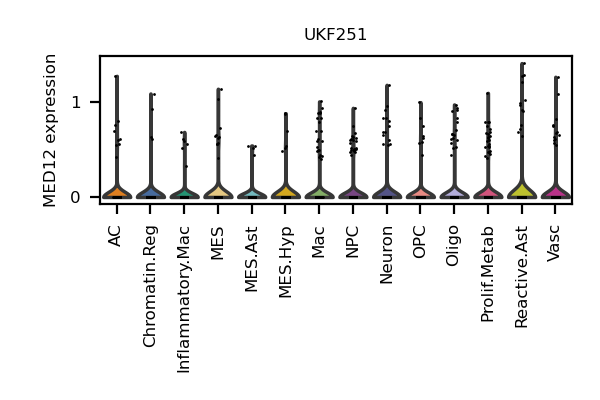 UKF251
MED12 expression
1
0
AC
Chromatin.Reg
Inflammatory.Mac
MES
MES.Ast
MES.Hyp
Mac
NPC
Neuron
OPC
Oligo
Prolif.Metab
Reactive.Ast
Vasc